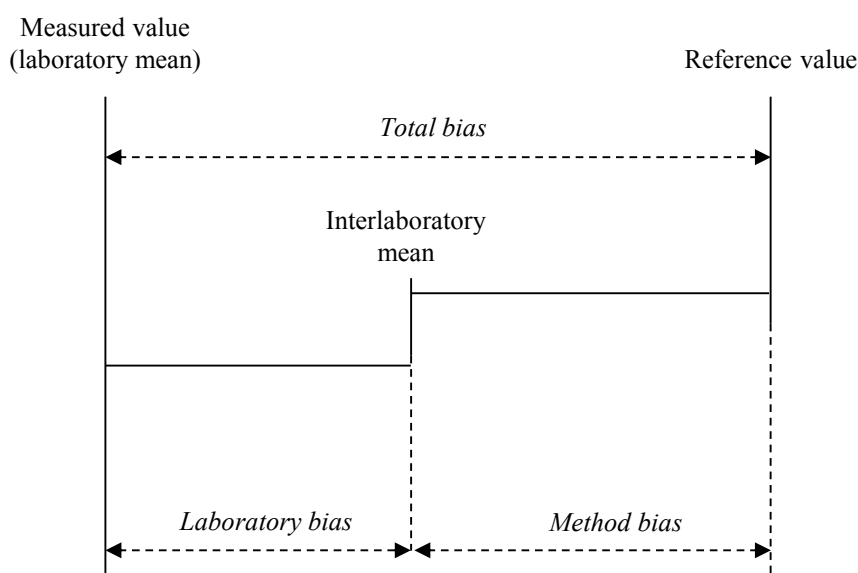 Measured value
(laboratory mean)
Reference value
Total bias
Interlaboratory
mean
Laboratory bias
Method bias